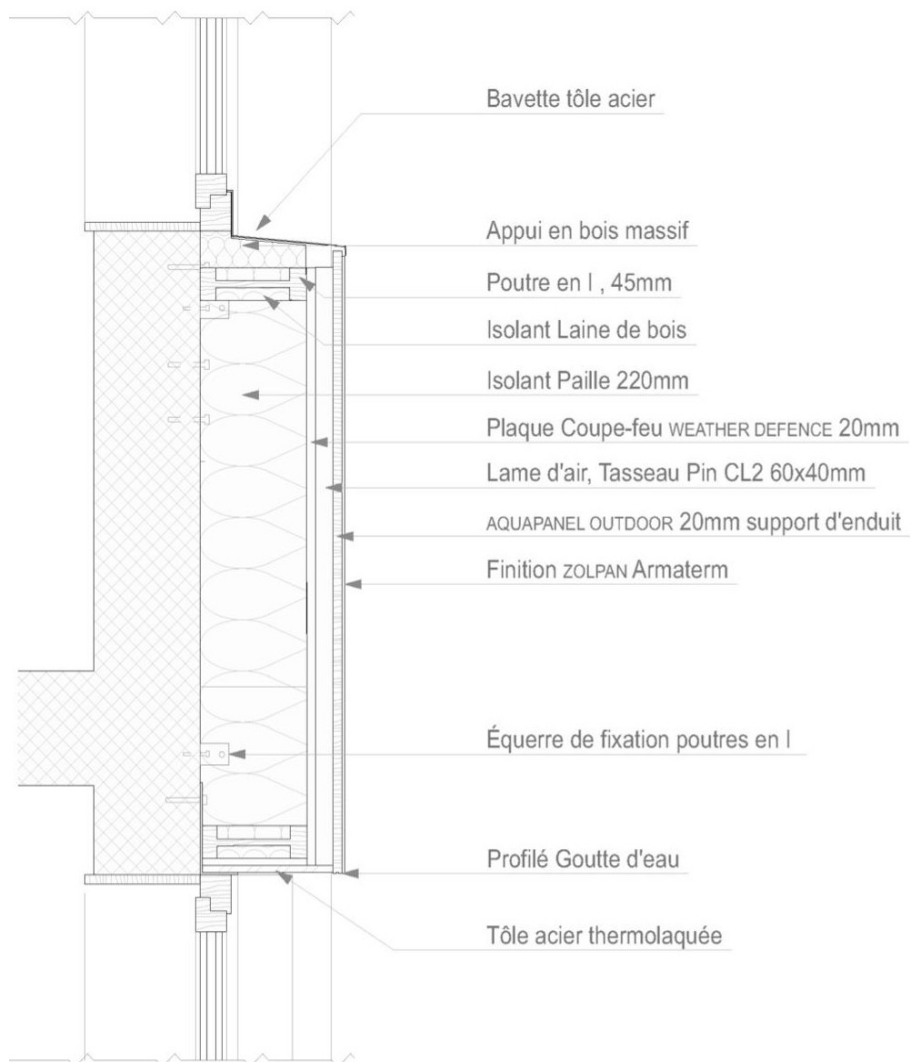 Bavette tôle acier
Appui en bois massif
Poutre en I , 45mm
Isolant Laine de bois
Isolant Paille 220mm
Plaque Coupe-feu WEATHER DEFENCE 20mm
Lame d'air, Tasseau Pin CL2 60x40mm
AQUAPANEL OUTDOOR 20mm support d'enduit
Finition ZOLPAN Armaterm
Équerre de fixation poutres en I
Profilé Goutte d'eau
Tôle acier thermolaquée